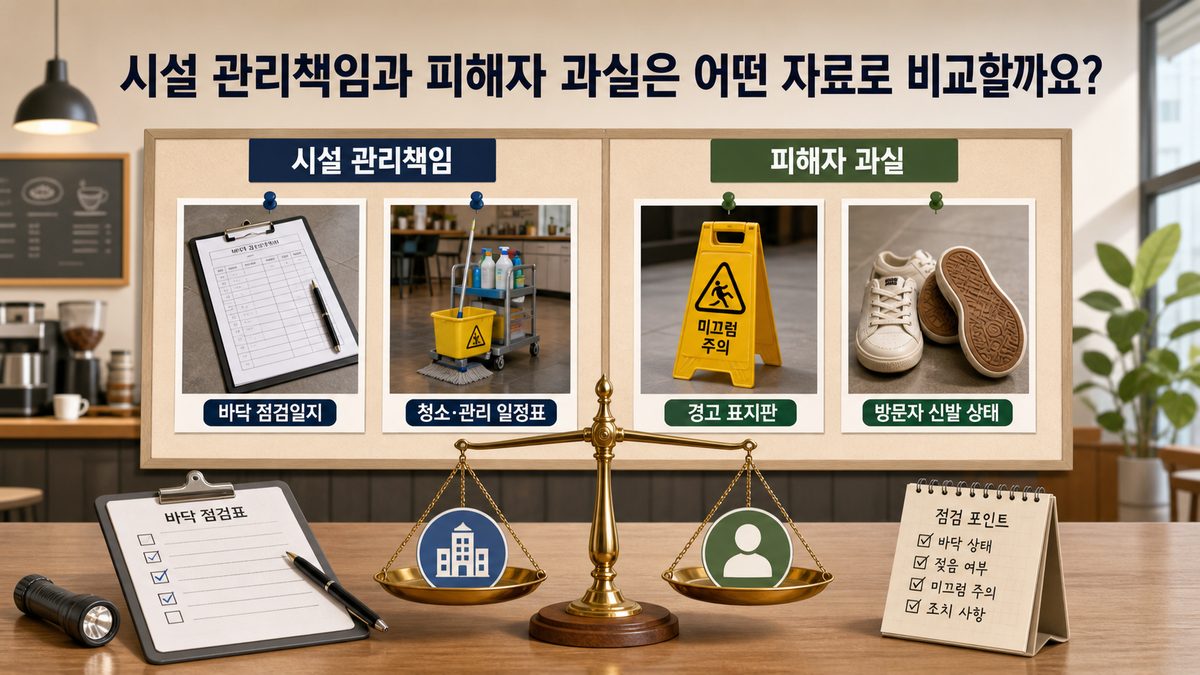 시설 관리책임과 피해자 과실은 어떤 자료로 비교할까요?
시설 관리책임
피해자 과실
미끄럼
주의
바닥 점검일지
청소·관리 일정표
경고 표지판
방문자 신발 상태
바닥 점검표
점검 포인트
바닥 상태
젖음 여부
미끄럼 주의
조치 사항